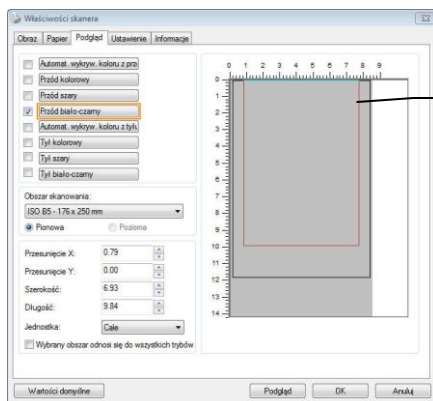 Właściwości skanera
Obraz Papier Podgląd Ustawienie Informacje
Automat. wykryw. koloru z prz
Przód kolorowy
Przód szary
Przód biało-czarny
Automat. wykryw. koloru z tyłu
Tył kolorowy
Tył szary
Tył biało-czarny
Obszar skanowania:
ISO B5 - 176 x 250 mm
Pionowa Pozioma
Przesunięcie X: 0.79
Przesunięcie Y: 0.00
Szerokość: 6.93
Długość: 9.84
Jednostka: Cale
Wybrany obszar odnosi się do wszystkich trybów
0 1 2 3 4 5 6 7 8 9
0
1
2
3
4
5
6
7
8
9
10
11
12
13
14
Wartości domyślne Podgląd OK Anuluj